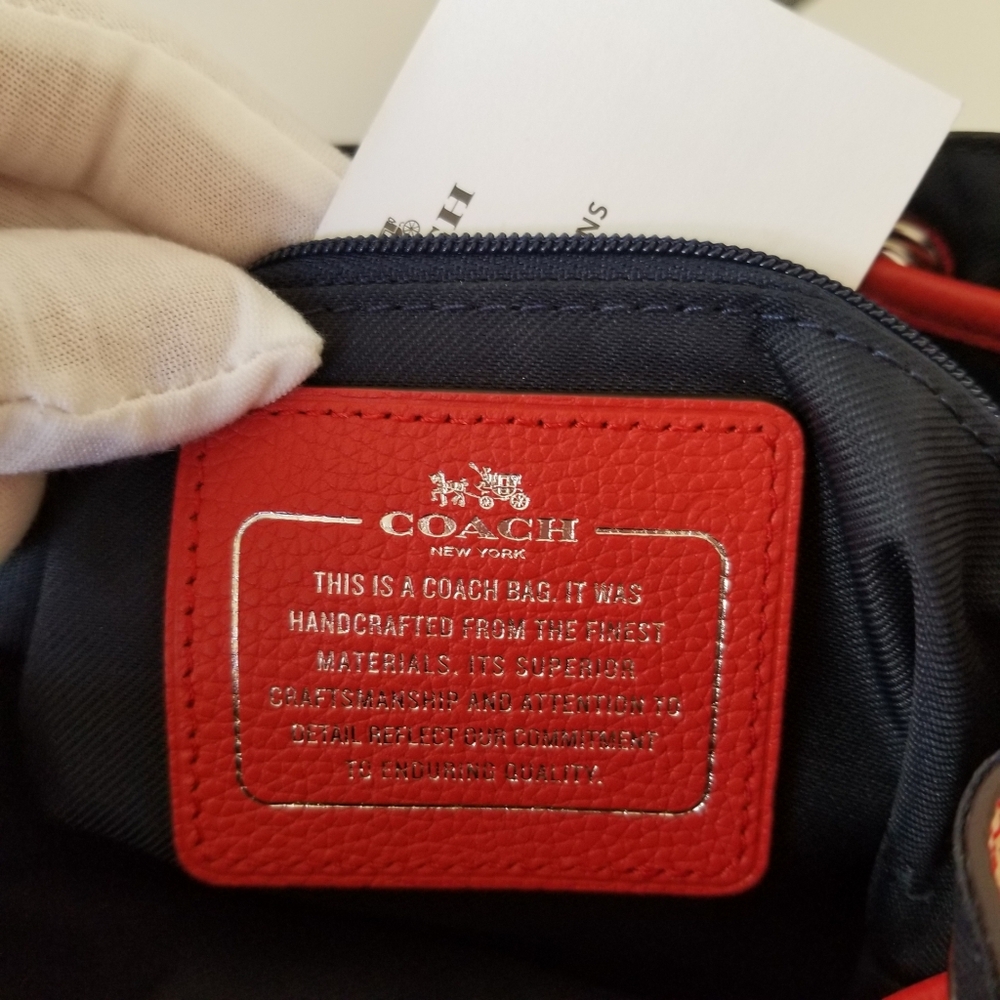 COACH
NEW YORK
THIS IS A COACH BAG. IT WAS
HANDCRAFTED FROM THE FINEST
MATERIALS. ITS SUPERIOR
CRAFTSMANSHIP AND ATTENTION TO
DETAIL REFLECT OUR COMMITMENT
TO ENDURING QUALITY.